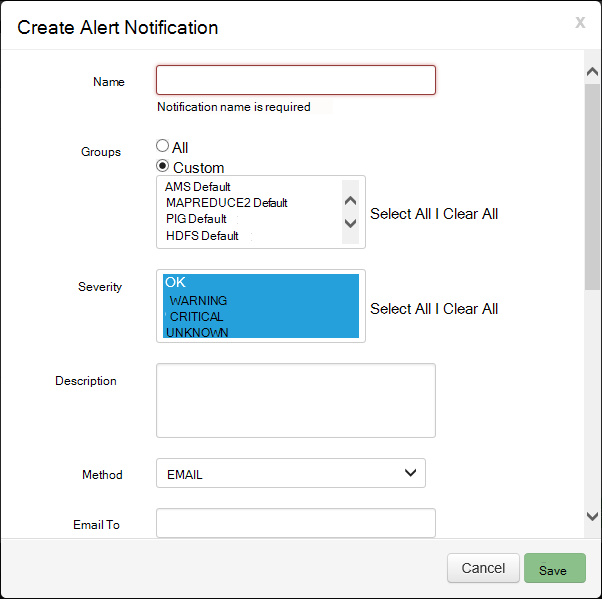 Create Alert Notification
x
Name
Notification name is required
Groups
All
Custom
AMS Default
MAPREDUCE2 Default
PIG Default
HDFS Default
Select All I Clear All
Severity
OK
WARNING
CRITICAL
UNKNOWN
Select All I Clear All
Description
Method
EMAIL
Email To
Cancel
Save